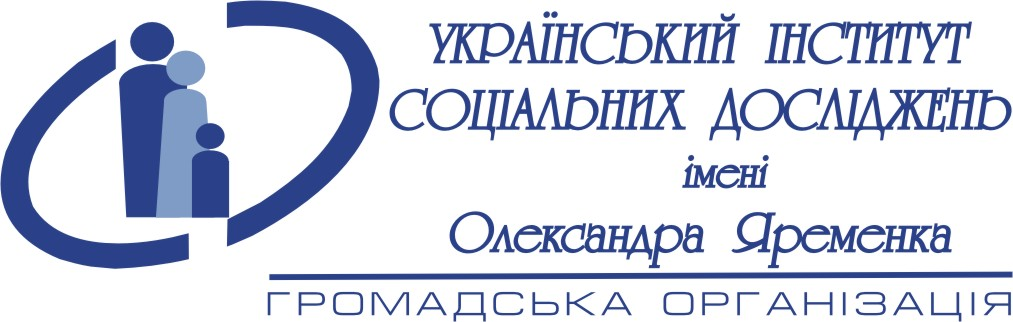 УКРАЇНСЬКИЙ ІНСТИТУТ
СОЦІАЛЬНИХ ДОСЛІДЖЕНЬ
імені
Олександра Яременка
ГРОМАДСЬКА ОРГАНІЗАЦІЯ